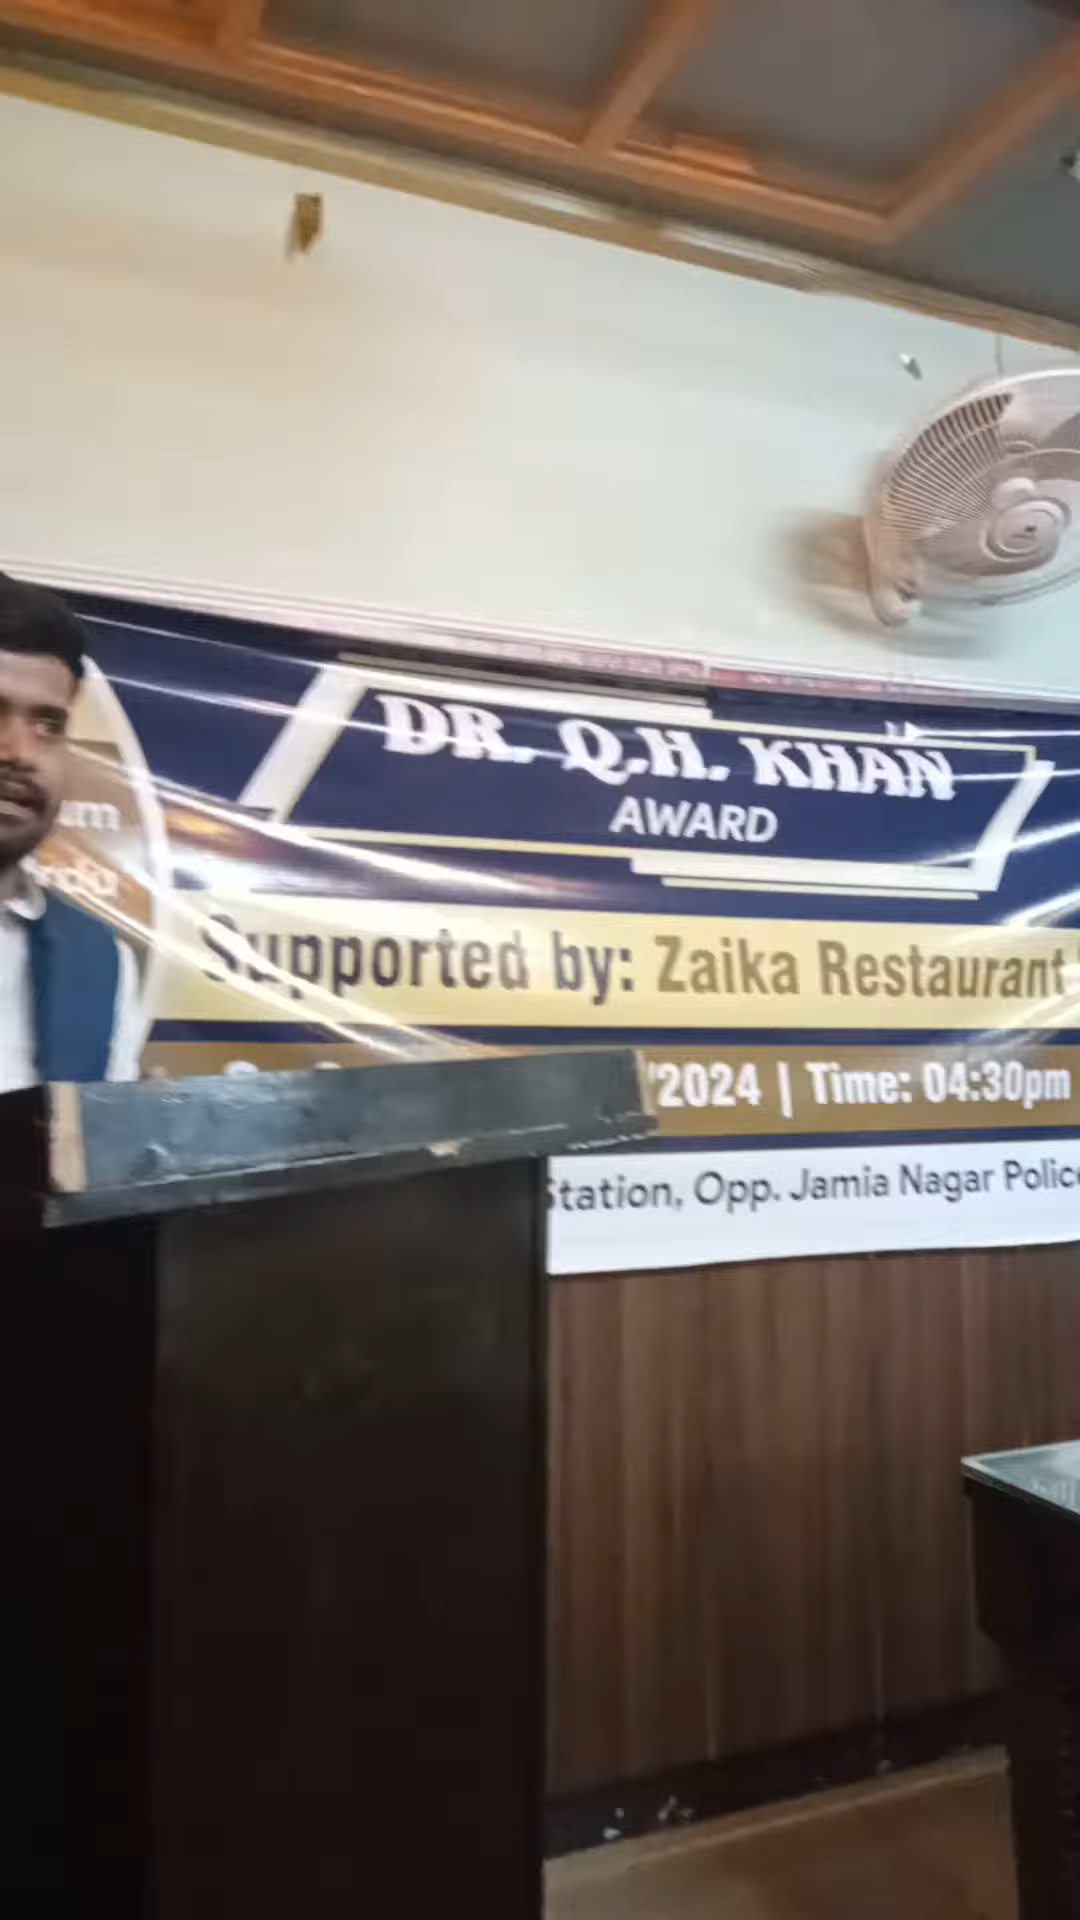 DR. Q.H. KHAN
AWARD
Supported by: Zaika Restaurant
2024 | Time: 04:30pm
Station, Opp. Jamia Nagar Police